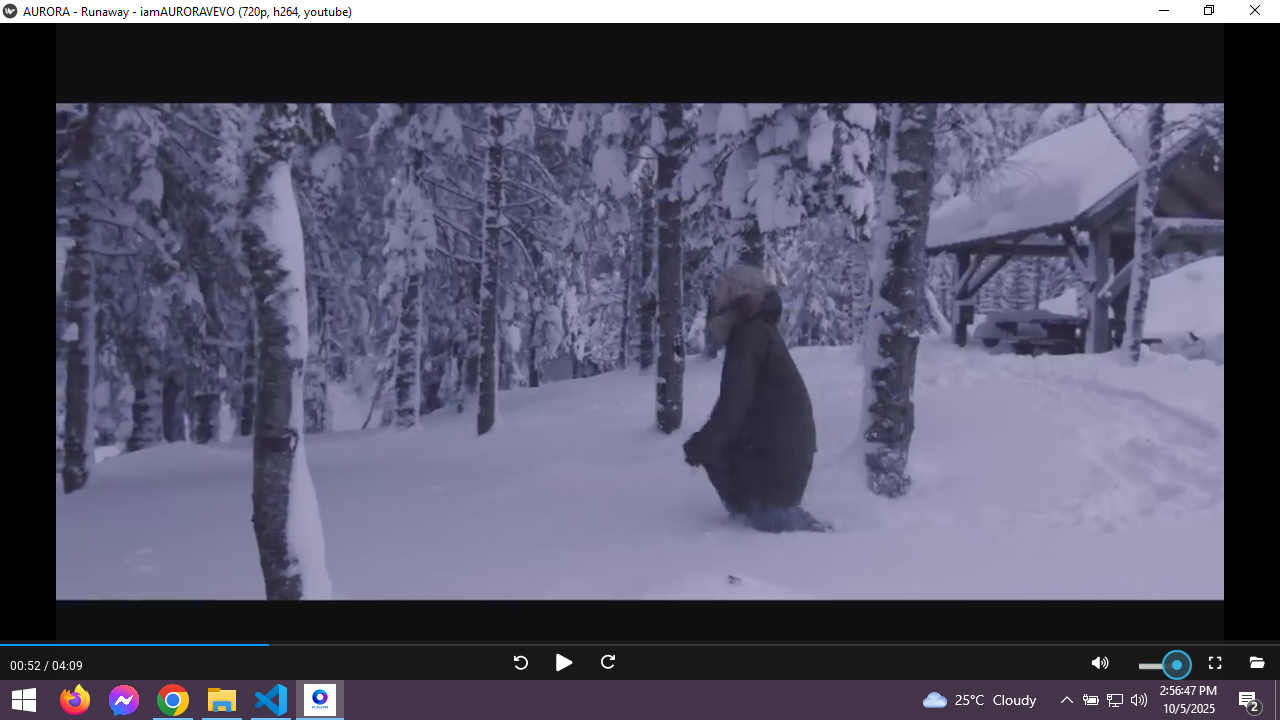 AURORA - Runaway - iamAURORAVEVO (720p, h264, youtube)
00:52 / 04:09
25°C Cloudy
2:56:47 PM
10/5/2025
2